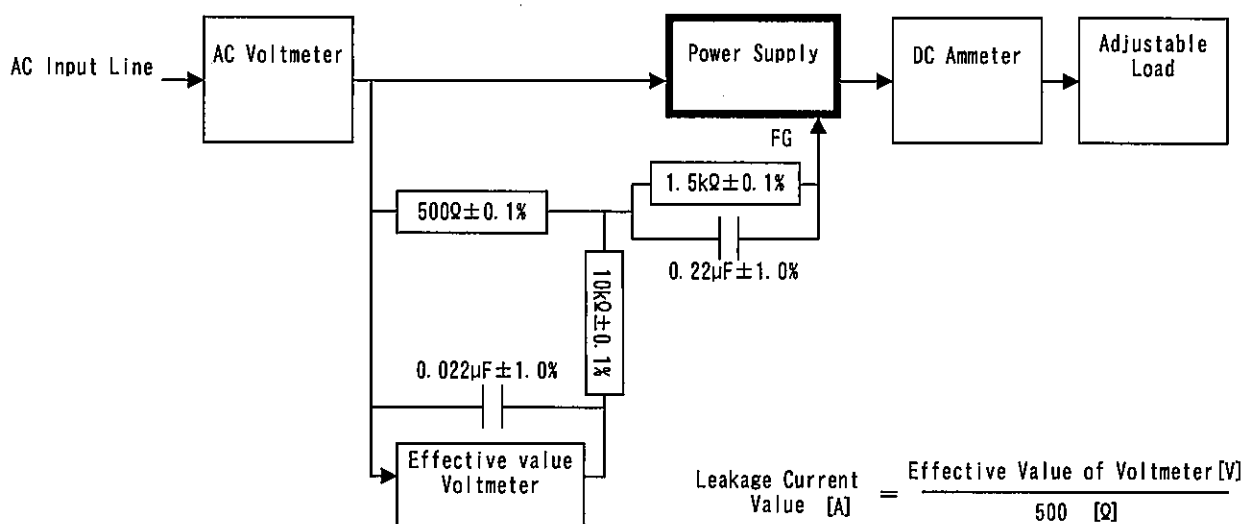 AC Input Line
AC Voltmeter
Power Supply
DC Ammeter
Adjustable
Load
FG
1.5kΩ±0.1%
500Ω±0.1%
0.22μF±1.0%
10kΩ±0.1%
0.022μF±1.0%
Effective value
Voltmeter
Leakage Current
Value [A]
=
Effective Value of Voltmeter[V]
500 [Ω]